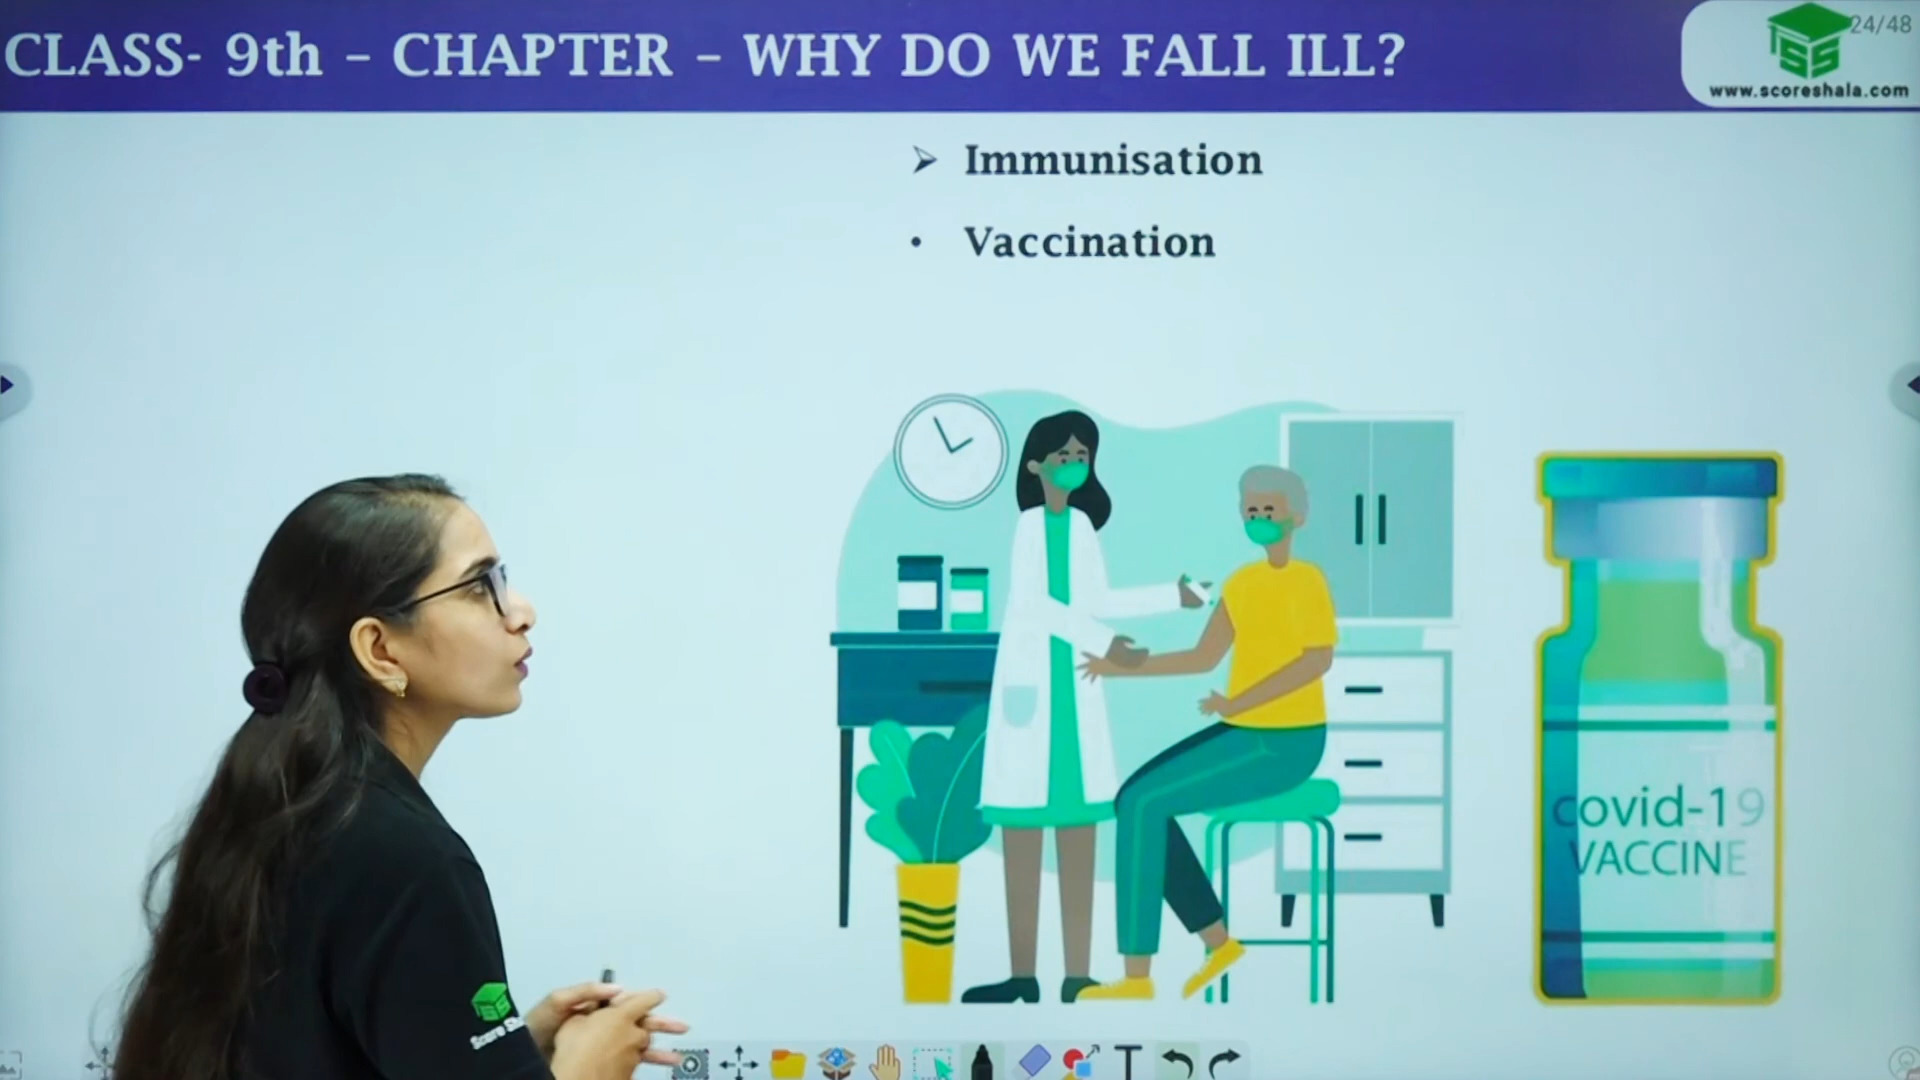 CLASS- 9th – CHAPTER – WHY DO WE FALL ILL?
24/48
www.scoreshala.com
➢ Immunisation
• Vaccination
covid-19
VACCINE